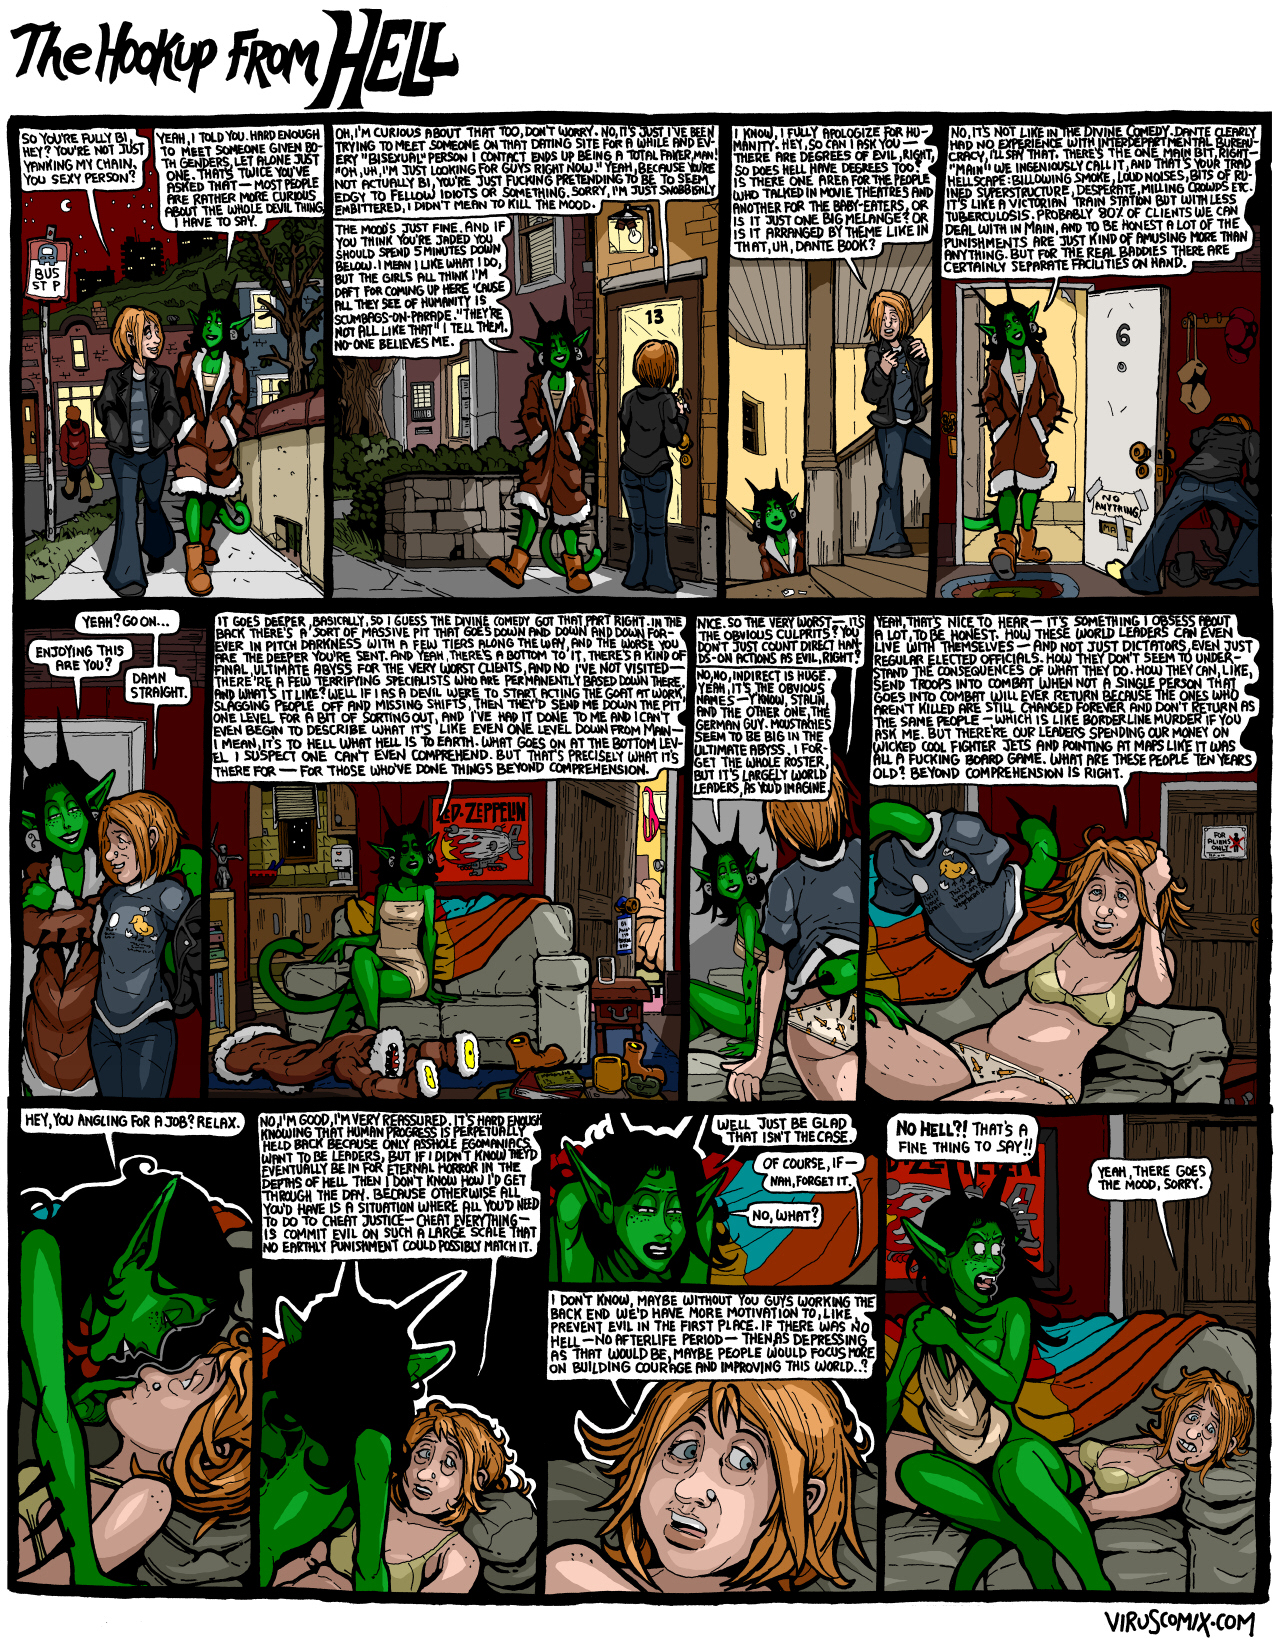 The Hookup From HELL
SO YOU'RE FULLY BI,
HEY? YOU'RE NOT JUST
YANKING MY CHAIN,
YOU SEXY PERSON?
YEAH, I TOLD YOU. HARD ENOUGH
TO MEET SOMEONE GIVEN BO-
TH GENDERS, LET ALONE JUST
ONE. THAT'S TWICE YOU'VE
ASKED THAT — MOST PEOPLE
ARE RATHER MORE CURIOUS
ABOUT THE WHOLE DEVIL THING,
I HAVE TO SAY.
BUS
ST P
OH, I'M CURIOUS ABOUT THAT TOO, DON'T WORRY. NO, IT'S JUST I'VE BEEN
TRYING TO MEET SOMEONE ON THAT DATING SITE FOR A WHILE AND EV-
ERY "BISEXUAL" PERSON I CONTACT ENDS UP BEING A TOTAL FAKER, MAN!
"OH, UH, I'M JUST LOOKING FOR GUYS RIGHT NOW." YEAH, BECAUSE YOU'RE
NOT ACTUALLY BI, YOU'RE JUST FUCKING PRETENDING TO BE TO SEEM
EDGY TO FELLOW IDIOTS OR SOMETHING. SORRY, I'M JUST SNOBBISHLY
EMBITTERED, I DIDN'T MEAN TO KILL THE MOOD.
THE MOOD'S JUST FINE. AND IF
YOU THINK YOU'RE JADED YOU
SHOULD SPEND 5 MINUTES DOWN
BELOW. I MEAN I LIKE WHAT I DO,
BUT THE GIRLS ALL THINK I'M
DAFT FOR COMING UP HERE 'CAUSE
ALL THEY SEE OF HUMANITY IS
SCUMBAGS-ON-PARADE. "THEY'RE
NOT ALL LIKE THAT" I TELL THEM.
NO-ONE BELIEVES ME.
13
I KNOW, I FULLY APOLOGIZE FOR HU-
MANITY. HEY, SO CAN I ASK YOU —
THERE ARE DEGREES OF EVIL, RIGHT,
SO DOES HELL HAVE DEGREES TOO?
IS THERE ONE AREA FOR THE PEOPLE
WHO TALKED IN MOVIE THEATRES AND
ANOTHER FOR THE BABY-EATERS, OR
IS IT JUST ONE BIG MELANGE? OR
IS IT ARRANGED BY THEME LIKE IN
THAT, UH, DANTE BOOK?
NO, IT'S NOT LIKE IN THE DIVINE COMEDY. DANTE CLEARLY
HAD NO EXPERIENCE WITH INTERDEPARTMENTAL BUREAU-
CRACY, I'LL SAY THAT. THERE'S THE ONE MAIN BIT, RIGHT —
"MAIN" WE INGENIOUSLY CALL IT, AND THAT'S YOUR TRAD
HELLSCAPE: BILLOWING SMOKE, LOUD NOISES, BITS OF RU-
INED SUPERSTRUCTURE, DESPERATE, MILLING CROWDS ETC.
IT'S LIKE A VICTORIAN TRAIN STATION BUT WITH LESS
TUBERCULOSIS. PROBABLY 80% OF CLIENTS WE CAN
DEAL WITH IN MAIN, AND TO BE HONEST A LOT OF THE
PUNISHMENTS ARE JUST KIND OF AMUSING MORE THAN
ANYTHING. BUT FOR THE REAL BADDIES THERE ARE
CERTAINLY SEPARATE FACILITIES ON HAND.
6
NO
ANYTHING
YEAH? GO ON...
ENJOYING THIS
ARE YOU?
DAMN
STRAIGHT.
IT GOES DEEPER, BASICALLY, SO I GUESS THE DIVINE COMEDY GOT THAT PART RIGHT. IN THE
BACK THERE'S A SORT OF MASSIVE PIT THAT GOES DOWN AND DOWN AND DOWN FOR-
EVER IN PITCH DARKNESS WITH A FEW TIERS ALONG THE WAY, AND THE WORSE YOU
ARE THE DEEPER YOU'RE SENT. AND YEAH, THERE'S A BOTTOM TO IT, THERE'S A KIND OF
FINAL ULTIMATE ABYSS FOR THE VERY WORST CLIENTS, AND NO I'VE NOT VISITED —
THERE'RE A FEW TERRIFYING SPECIALISTS WHO ARE PERMANENTLY BASED DOWN THERE.
AND WHAT'S IT LIKE? WELL IF I AS A DEVIL WERE TO START ACTING THE GOAT AT WORK,
SLAGGING PEOPLE OFF AND MISSING SHIFTS, THEN THEY'D SEND ME DOWN THE PIT
ONE LEVEL FOR A BIT OF SORTING OUT, AND I'VE HAD IT DONE TO ME AND I CAN'T
EVEN BEGIN TO DESCRIBE WHAT IT'S LIKE EVEN ONE LEVEL DOWN FROM MAIN —
I MEAN, IT'S TO HELL WHAT HELL IS TO EARTH. WHAT GOES ON AT THE BOTTOM LEV-
EL I SUSPECT ONE CAN'T EVEN COMPREHEND. BUT THAT'S PRECISELY WHAT IT'S
THERE FOR — FOR THOSE WHO'VE DONE THINGS BEYOND COMPREHENSION.
LED-ZEPPELIN
NICE. SO THE VERY WORST — IT'S
THE OBVIOUS CULPRITS? YOU
DON'T JUST COUNT DIRECT HAN-
DS-ON ACTIONS AS EVIL, RIGHT?
NO, NO, INDIRECT IS HUGE.
YEAH, IT'S THE OBVIOUS
NAMES — Y'KNOW, STALIN,
AND THE OTHER ONE, THE
GERMAN GUY. MOUSTACHES
SEEM TO BE BIG IN THE
ULTIMATE ABYSS. I FOR-
GET THE WHOLE ROSTER,
BUT IT'S LARGELY WORLD
LEADERS, AS YOU'D IMAGINE
YEAH, THAT'S NICE TO HEAR — IT'S SOMETHING I OBSESS ABOUT
A LOT, TO BE HONEST. HOW THESE WORLD LEADERS CAN EVEN
LIVE WITH THEMSELVES — AND NOT JUST DICTATORS, EVEN JUST
REGULAR ELECTED OFFICIALS. HOW THEY DON'T SEEM TO UNDER-
STAND THE CONSEQUENCES OF WHAT THEY DO. HOW THEY CAN, LIKE,
SEND TROOPS INTO COMBAT WHEN NOT A SINGLE PERSON THAT
GOES INTO COMBAT WILL EVER RETURN BECAUSE THE ONES WHO
AREN'T KILLED ARE STILL CHANGED FOREVER AND DON'T RETURN AS
THE SAME PEOPLE — WHICH IS LIKE BORDERLINE MURDER IF YOU
ASK ME. BUT THERE'RE OUR LEADERS SPENDING OUR MONEY ON
WICKED COOL FIGHTER JETS AND POINTING AT MAPS LIKE IT WAS
ALL A FUCKING BOARD GAME. WHAT ARE THESE PEOPLE TEN YEARS
OLD? BEYOND COMPREHENSION IS RIGHT.
FOR
ALIENS
ONLY
HEY, YOU ANGLING FOR A JOB? RELAX.
NO, I'M GOOD, I'M VERY REASSURED. IT'S HARD ENOUGH
KNOWING THAT HUMAN PROGRESS IS PERPETUALLY
HELD BACK BECAUSE ONLY ASSHOLE EGOMANIACS
WANT TO BE LEADERS, BUT IF I DIDN'T KNOW THEY'D
EVENTUALLY BE IN FOR ETERNAL HORROR IN THE
DEPTHS OF HELL THEN I DON'T KNOW HOW I'D GET
THROUGH THE DAY. BECAUSE OTHERWISE ALL
YOU'D HAVE IS A SITUATION WHERE ALL YOU'D NEED
TO DO TO CHEAT JUSTICE — CHEAT EVERYTHING —
IS COMMIT EVIL ON SUCH A LARGE SCALE THAT
NO EARTHLY PUNISHMENT COULD POSSIBLY MATCH IT.
WELL JUST BE GLAD
THAT ISN'T THE CASE.
OF COURSE, IF —
NAH, FORGET IT.
NO, WHAT?
I DON'T KNOW, MAYBE WITHOUT YOU GUYS WORKING THE
BACK END WE'D HAVE MORE MOTIVATION TO, LIKE,
PREVENT EVIL IN THE FIRST PLACE. IF THERE WAS NO
HELL — NO AFTERLIFE PERIOD — THEN, AS DEPRESSING
AS THAT WOULD BE, MAYBE PEOPLE WOULD FOCUS MORE
ON BUILDING COURAGE AND IMPROVING THIS WORLD..?
NO HELL?! THAT'S A
FINE THING TO SAY!!
YEAH, THERE GOES
THE MOOD, SORRY.
ED-ZEPPELIN
VIRUSCOMIX.COM